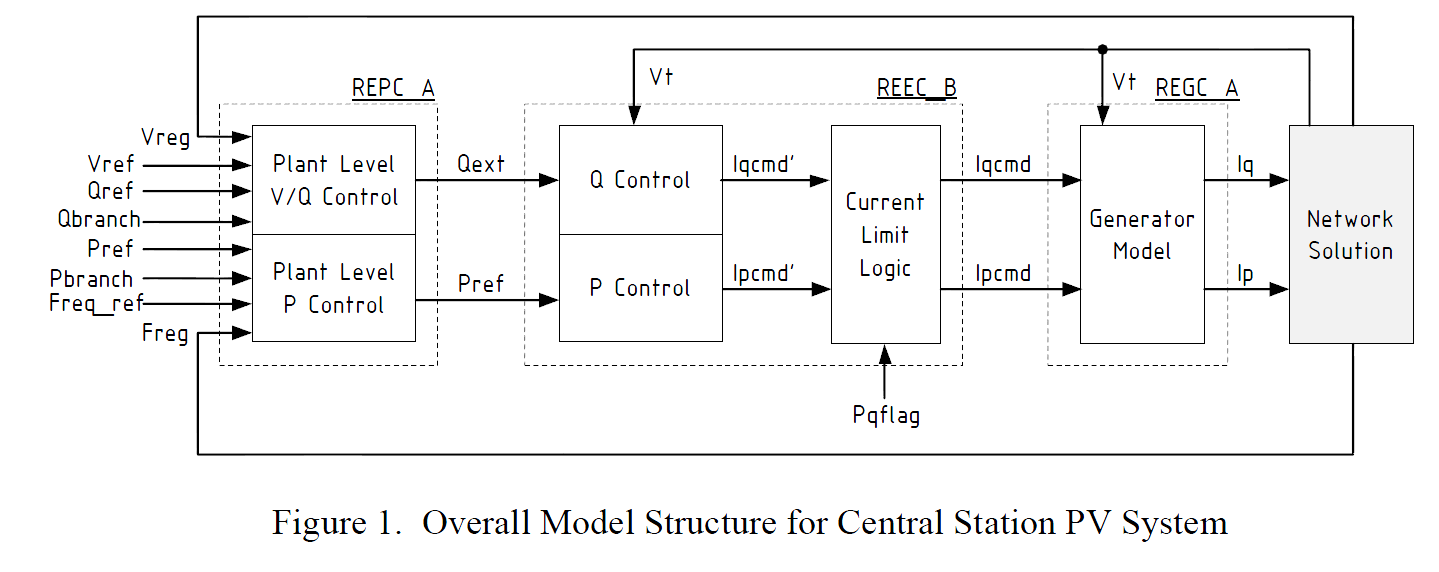 REPC_A
Vt
REEC_B
Vt
REGC_A
Vreg
Vref
Qref
Qbranch
Pref
Pbranch
Freq_ref
Freg
Plant Level
V/Q Control
Plant Level
P Control
Qext
Pref
Q Control
P Control
Iqcmd'
Ipcmd'
Current
Limit
Logic
Pqflag
Iqcmd
Ipcmd
Generator
Model
Iq
Ip
Network
Solution
Figure 1. Overall Model Structure for Central Station PV System